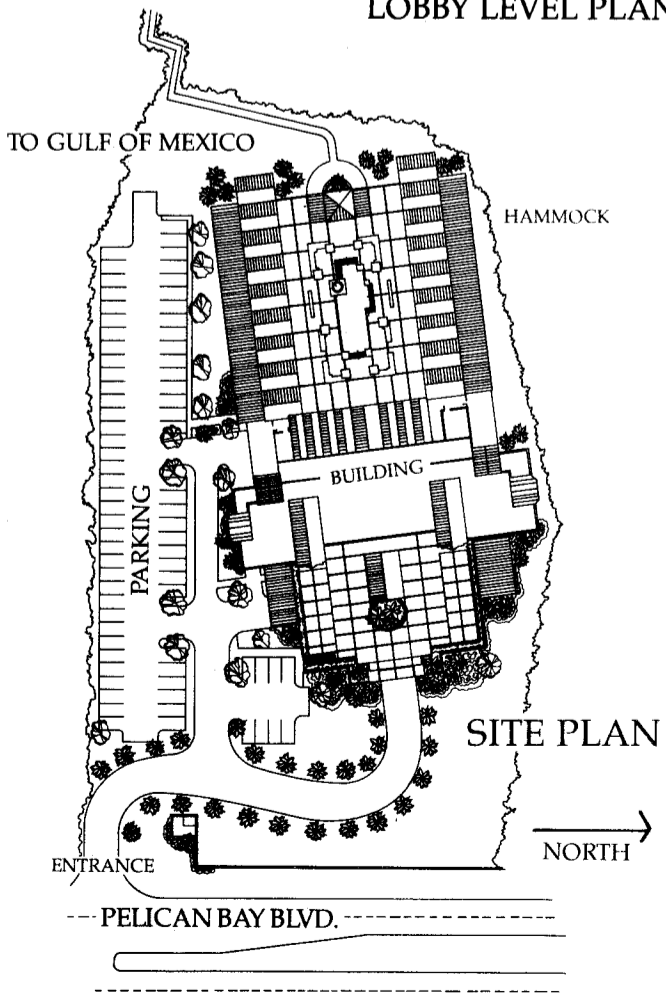 LOBBY LEVEL PLAN
TO GULF OF MEXICO
HAMMOCK
BUILDING
PARKING
SITE PLAN
NORTH
ENTRANCE
PELICAN BAY BLVD.